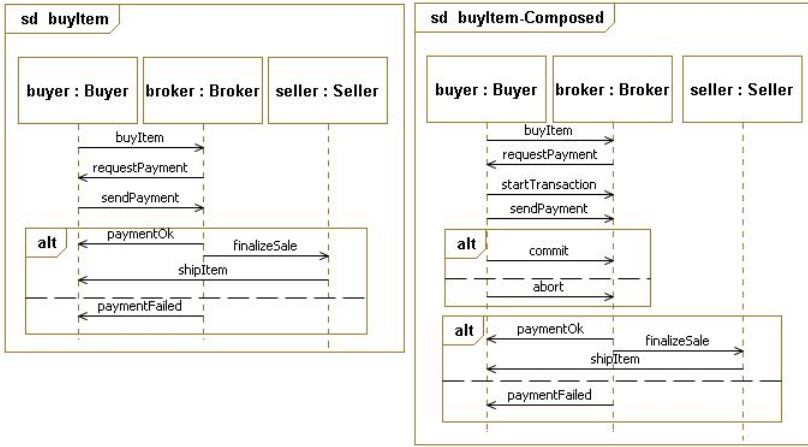 sd buyItem
buyer : Buyer
broker : Broker
seller : Seller
buyItem
requestPayment
sendPayment
alt
paymentOk
finalizeSale
shipItem
paymentFailed
sd buyItem-Composed
buyer : Buyer
broker : Broker
seller : Seller
buyItem
requestPayment
startTransaction
sendPayment
alt
commit
abort
alt
paymentOk
finalizeSale
shipItem
paymentFailed